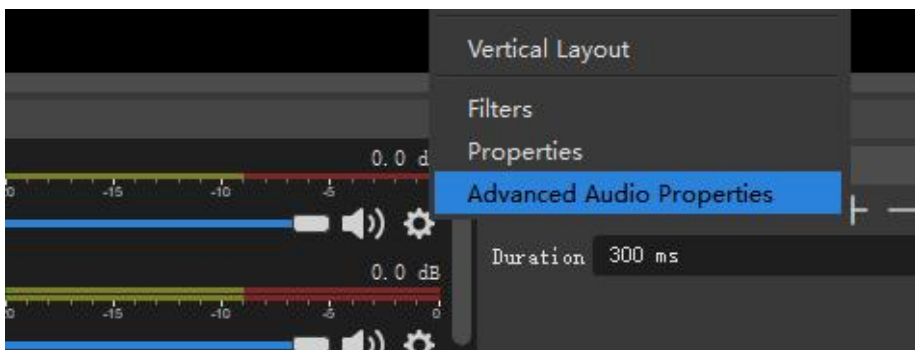 Vertical Layout
Filters
Properties
Advanced Audio Properties
0.0 d
-15 -10 -5
Duration 300 ms
0.0 dB
-15 -10 -5 0